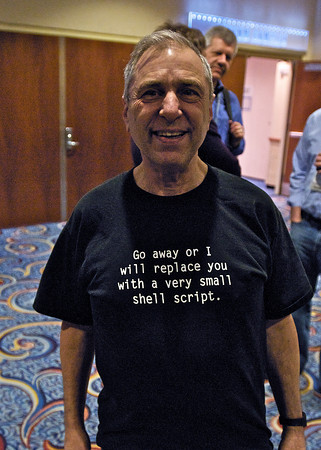 Go away or I
will replace you
with a very small
shell script.